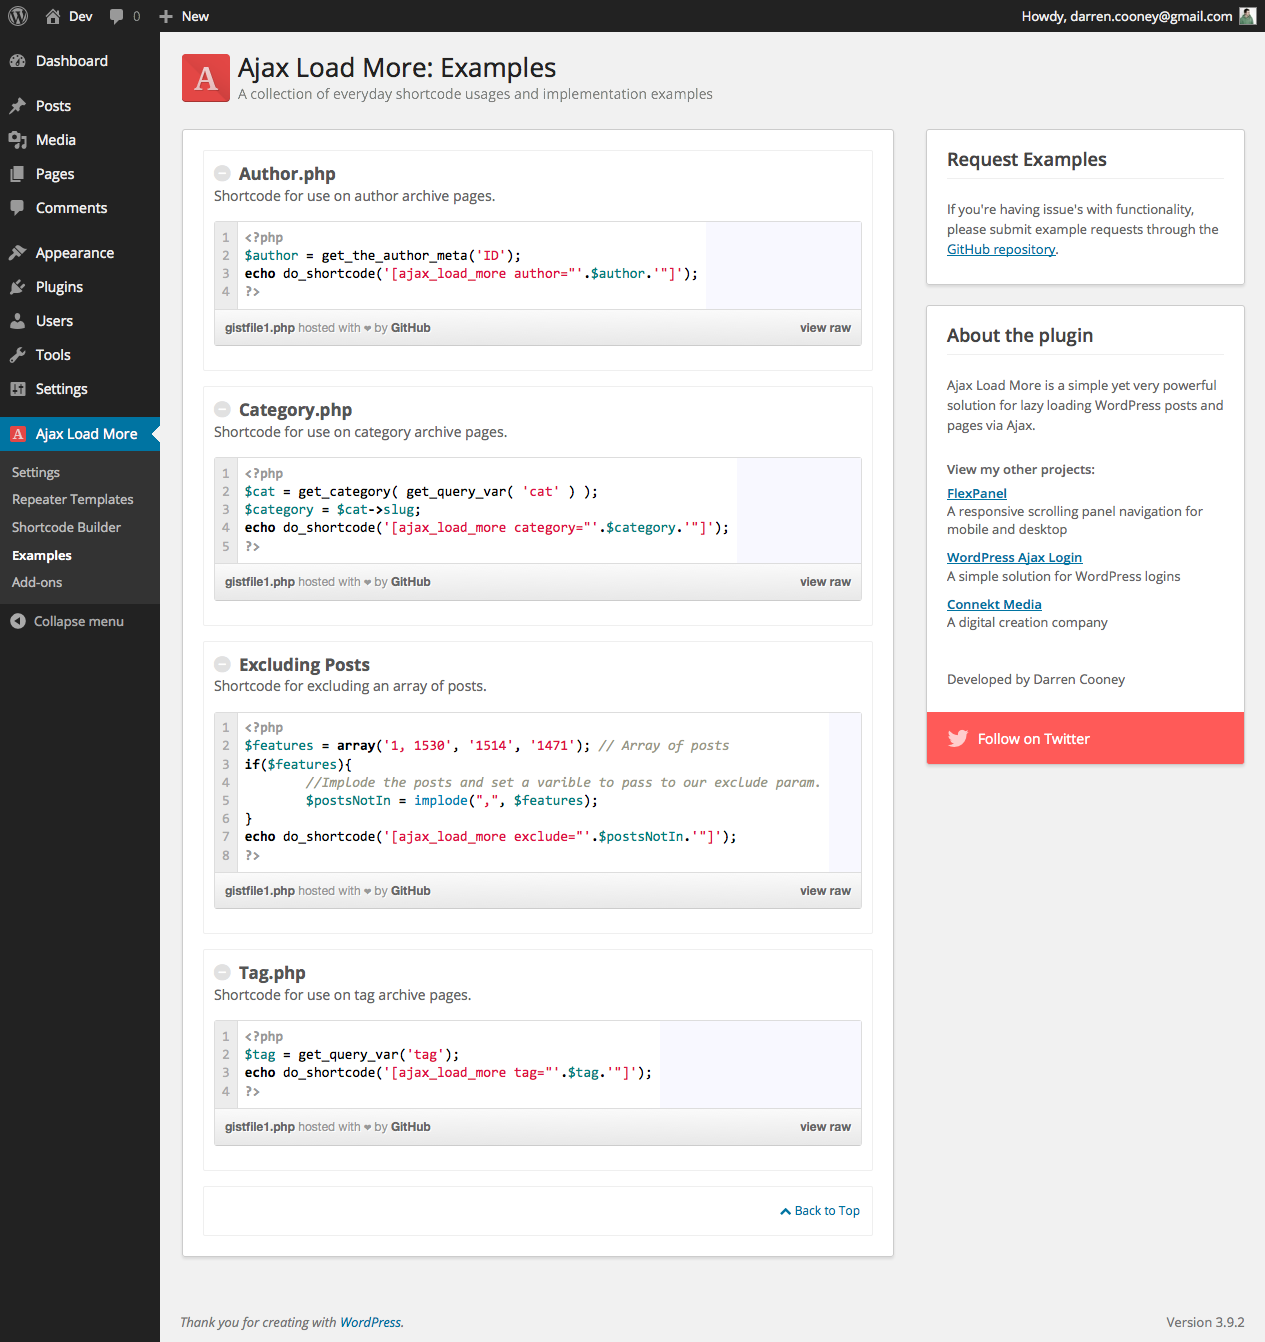 Dev 0 New
Howdy, darren.cooney@gmail.com
Dashboard
Posts
Media
Pages
Comments
Appearance
Plugins
Users
Tools
Settings
A Ajax Load More
Settings
Repeater Templates
Shortcode Builder
Examples
Add-ons
Collapse menu
A
Ajax Load More: Examples
A collection of everyday shortcode usages and implementation examples
Author.php
Shortcode for use on author archive pages.
1 <?php
2 $author = get_the_author_meta('ID');
3 echo do_shortcode('[ajax_load_more author="'.$author.'"]');
4 ?>
gistfile1.php hosted with ❤ by GitHub view raw
Category.php
Shortcode for use on category archive pages.
1 <?php
2 $cat = get_category( get_query_var( 'cat' ) );
3 $category = $cat->slug;
4 echo do_shortcode('[ajax_load_more category="'.$category.'"]');
5 ?>
gistfile1.php hosted with ❤ by GitHub view raw
Excluding Posts
Shortcode for excluding an array of posts.
1 <?php
2 $features = array('1, 1530', '1514', '1471'); // Array of posts
3 if($features){
4 //Implode the posts and set a varible to pass to our exclude param.
5 $postsNotIn = implode(",", $features);
6 }
7 echo do_shortcode('[ajax_load_more exclude="'.$postsNotIn.'"]');
8 ?>
gistfile1.php hosted with ❤ by GitHub view raw
Tag.php
Shortcode for use on tag archive pages.
1 <?php
2 $tag = get_query_var('tag');
3 echo do_shortcode('[ajax_load_more tag="'.$tag.'"]');
4 ?>
gistfile1.php hosted with ❤ by GitHub view raw
Back to Top
Request Examples
If you're having issue's with functionality,
please submit example requests through the
GitHub repository.
About the plugin
Ajax Load More is a simple yet very powerful
solution for lazy loading WordPress posts and
pages via Ajax.
View my other projects:
FlexPanel
A responsive scrolling panel navigation for
mobile and desktop
WordPress Ajax Login
A simple solution for WordPress logins
Connekt Media
A digital creation company
Developed by Darren Cooney
Follow on Twitter
Thank you for creating with WordPress.
Version 3.9.2